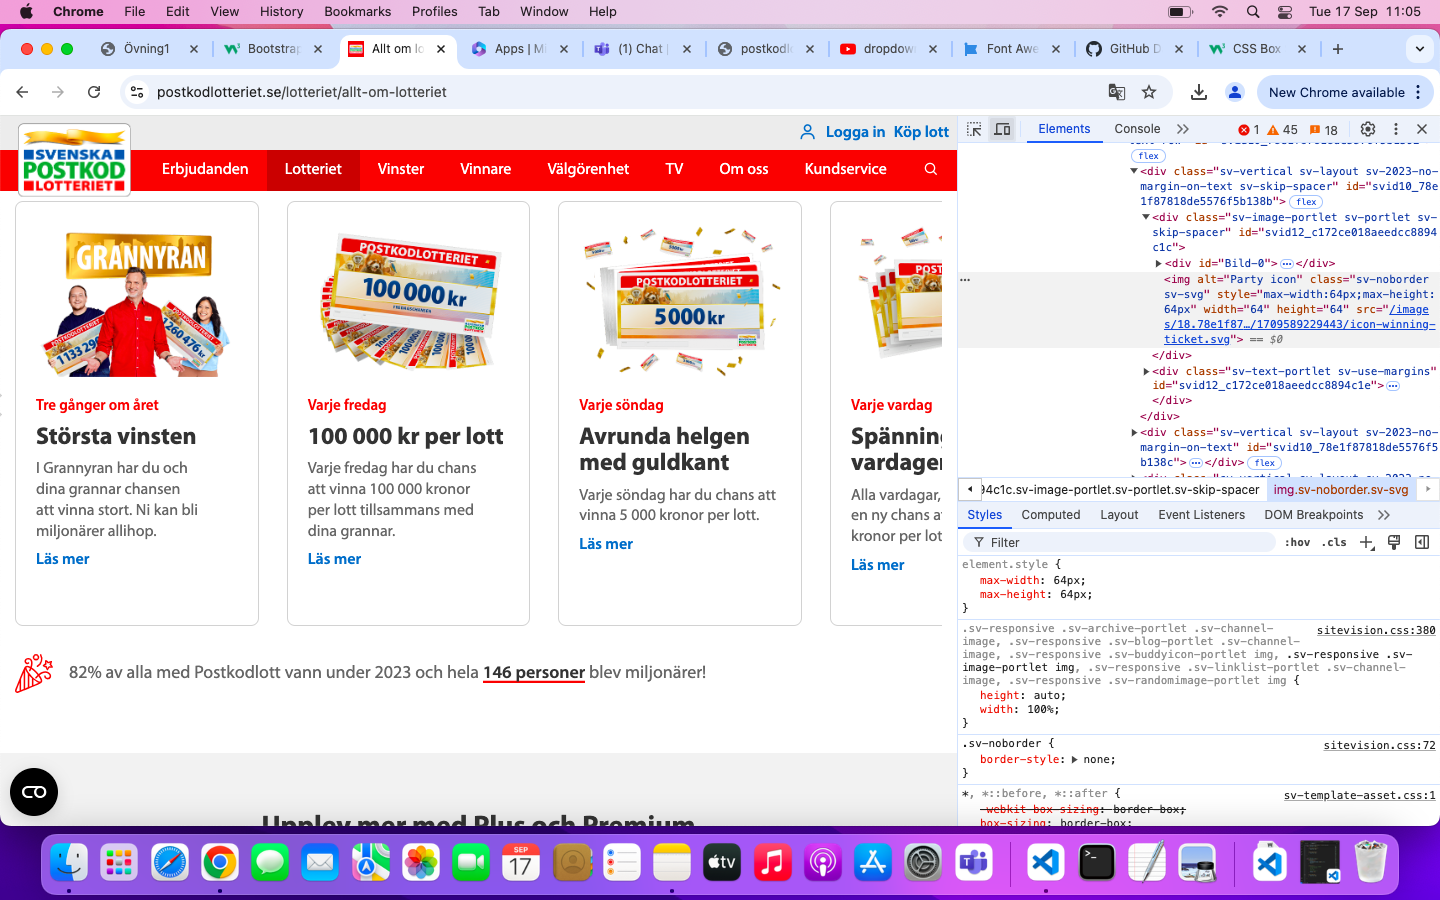 Chrome File Edit View History Bookmarks Profiles Tab Window Help Tue 17 Sep 11:05
Övning1 Bootstrap Allt om lo Apps | Mi (1) Chat | postkodlo dropdow Font Awe GitHub D CSS Box
postkodlotteriet.se/lotteriet/allt-om-lotteriet New Chrome available
Logga in Köp lott
SVENSKA
POSTKOD
LOTTERIET
Erbjudanden Lotteriet Vinster Vinnare Välgörenhet TV Om oss Kundservice
GRANNYRAN
POSTKODLOTTERIET
100 000 kr
POSTKODLOTTERIET
5 000 kr
Tre gånger om året
Största vinsten
I Grannyran har du och
dina grannar chansen
att vinna stort. Ni kan bli
miljonärer allihop.
Läs mer
Varje fredag
100 000 kr per lott
Varje fredag har du chans
att vinna 100 000 kronor
per lott tillsammans med
dina grannar.
Läs mer
Varje söndag
Avrunda helgen
med guldkant
Varje söndag har du chans att
vinna 5 000 kronor per lott.
Läs mer
Varje vardag
Spänning
vardagen
Alla vardagar,
en ny chans at
kronor per lot
Läs mer
82% av alla med Postkodlott vann under 2023 och hela 146 personer blev miljonärer!
Upplev mer med Plus och Premium
Elements Console 1 45 18
flex
<div class="sv-vertical sv-layout sv-2023-no-
margin-on-text sv-skip-spacer" id="svid10_78e
1f87818de5576f5b138b"> flex
<div class="sv-image-portlet sv-portlet sv-
skip-spacer" id="svid12_c172ce018aeedcc8894
c1c">
<div id="Bild-0"> … </div>
<img alt="Party icon" class="sv-noborder
sv-svg" style="max-width:64px;max-height:
64px" width="64" height="64" src="/image
s/18.78e1f87…/1709589229443/icon-winning-
ticket.svg"> == $0
</div>
<div class="sv-text-portlet sv-use-margins"
id="svid12_c172ce018aeedcc8894c1e"> …
</div>
</div>
<div class="sv-vertical sv-layout sv-2023-no-
margin-on-text" id="svid10_78e1f87818de5576f5
b138c"> … </div> flex
94c1c.sv-image-portlet.sv-portlet.sv-skip-spacer img.sv-noborder.sv-svg
Styles Computed Layout Event Listeners DOM Breakpoints
Filter :hov .cls
element.style {
max-width: 64px;
max-height: 64px;
}
.sv-responsive .sv-archive-portlet .sv-channel- sitevision.css:380
image, .sv-responsive .sv-blog-portlet .sv-channel-
image, .sv-responsive .sv-buddyicon-portlet img, .sv-responsive .sv-
image-portlet img, .sv-responsive .sv-linklist-portlet .sv-channel-
image, .sv-responsive .sv-randomimage-portlet img {
height: auto;
width: 100%;
}
.sv-noborder { sitevision.css:72
border-style: none;
}
*, *::before, *::after { sv-template-asset.css:1
-webkit-box-sizing: border-box;
box-sizing: border-box;
SEP
17
tv